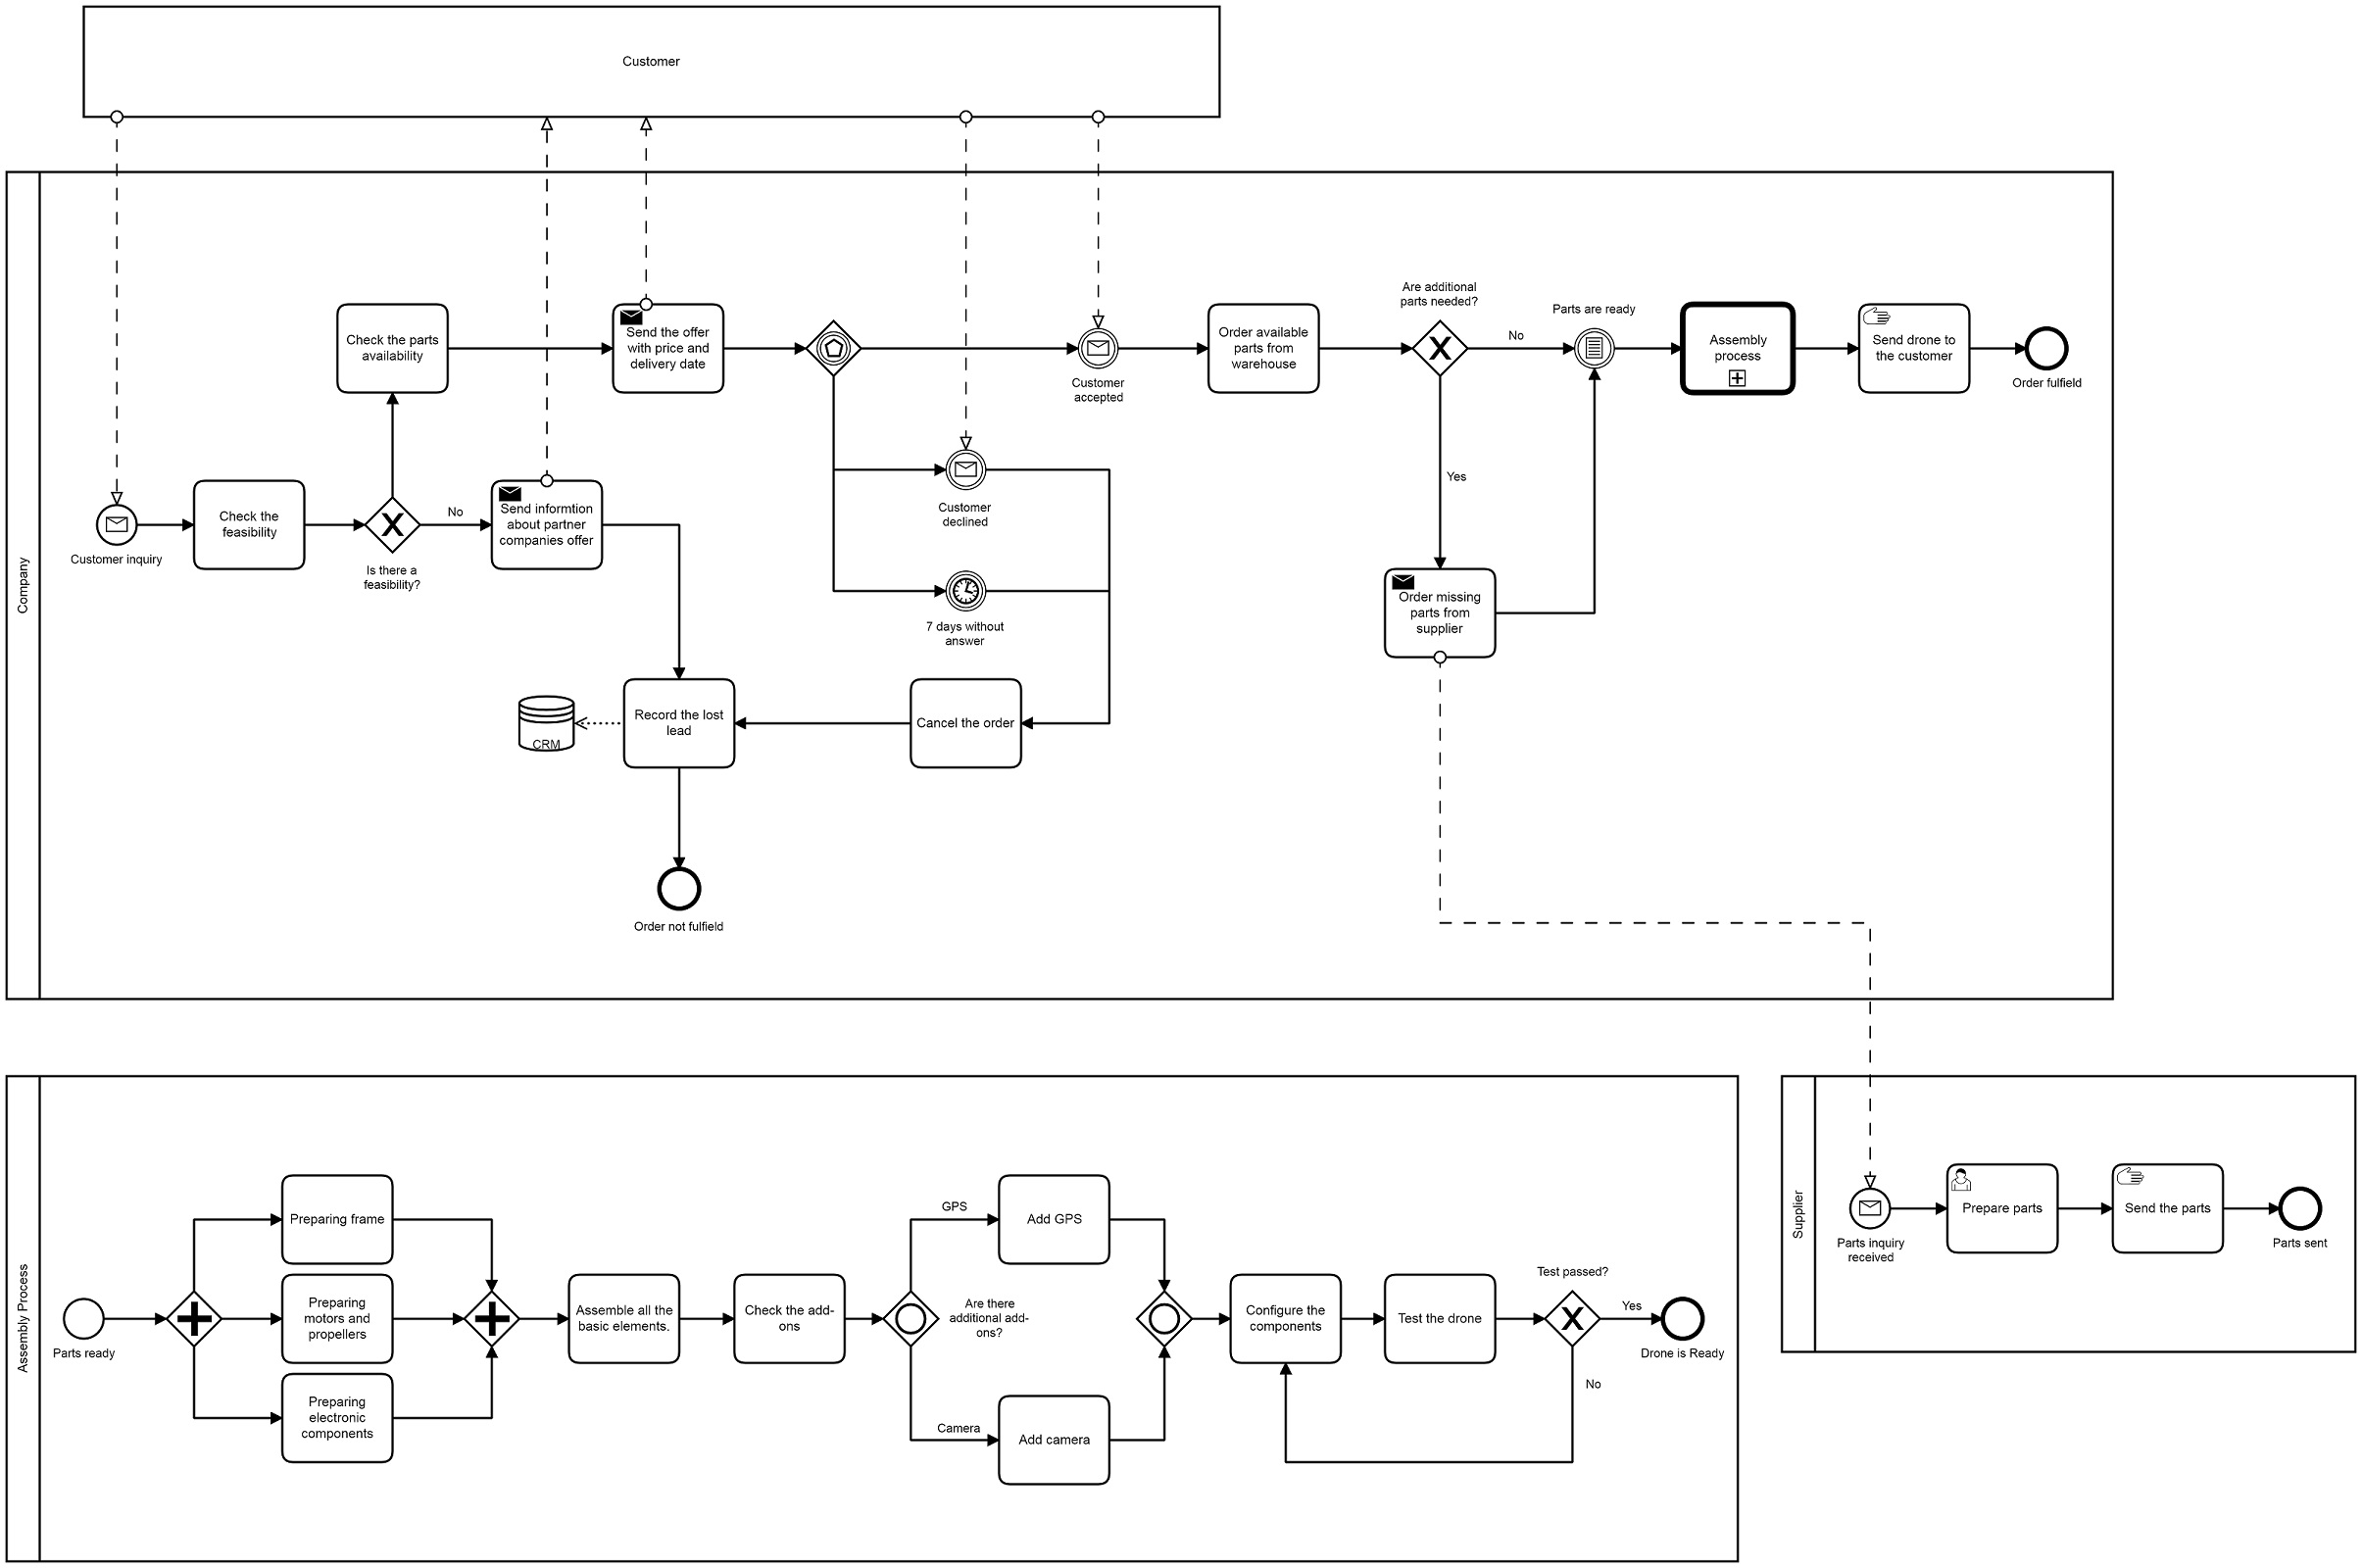 Customer
Company
Are additional
parts needed?
Parts are ready
Check the parts
availability
Send the offer
with price and
delivery date
Customer
accepted
Order available
parts from
warehouse
No
Assembly
process
Send drone to
the customer
Order fulfield
Yes
Customer inquiry
Check the
feasibility
Is there a
feasibility?
No
Send informtion
about partner
companies offer
Customer
declined
7 days without
answer
Order missing
parts from
supplier
CRM
Record the lost
lead
Cancel the order
Order not fulfield
Assembly Process
Parts ready
Preparing frame
Preparing
motors and
propellers
Preparing
electronic
components
Assemble all the
basic elements.
Check the add-
ons
GPS
Are there
additional add-
ons?
Camera
Add GPS
Add camera
Configure the
components
Test the drone
Test passed?
Yes
No
Drone is Ready
Supplier
Parts inquiry
received
Prepare parts
Send the parts
Parts sent